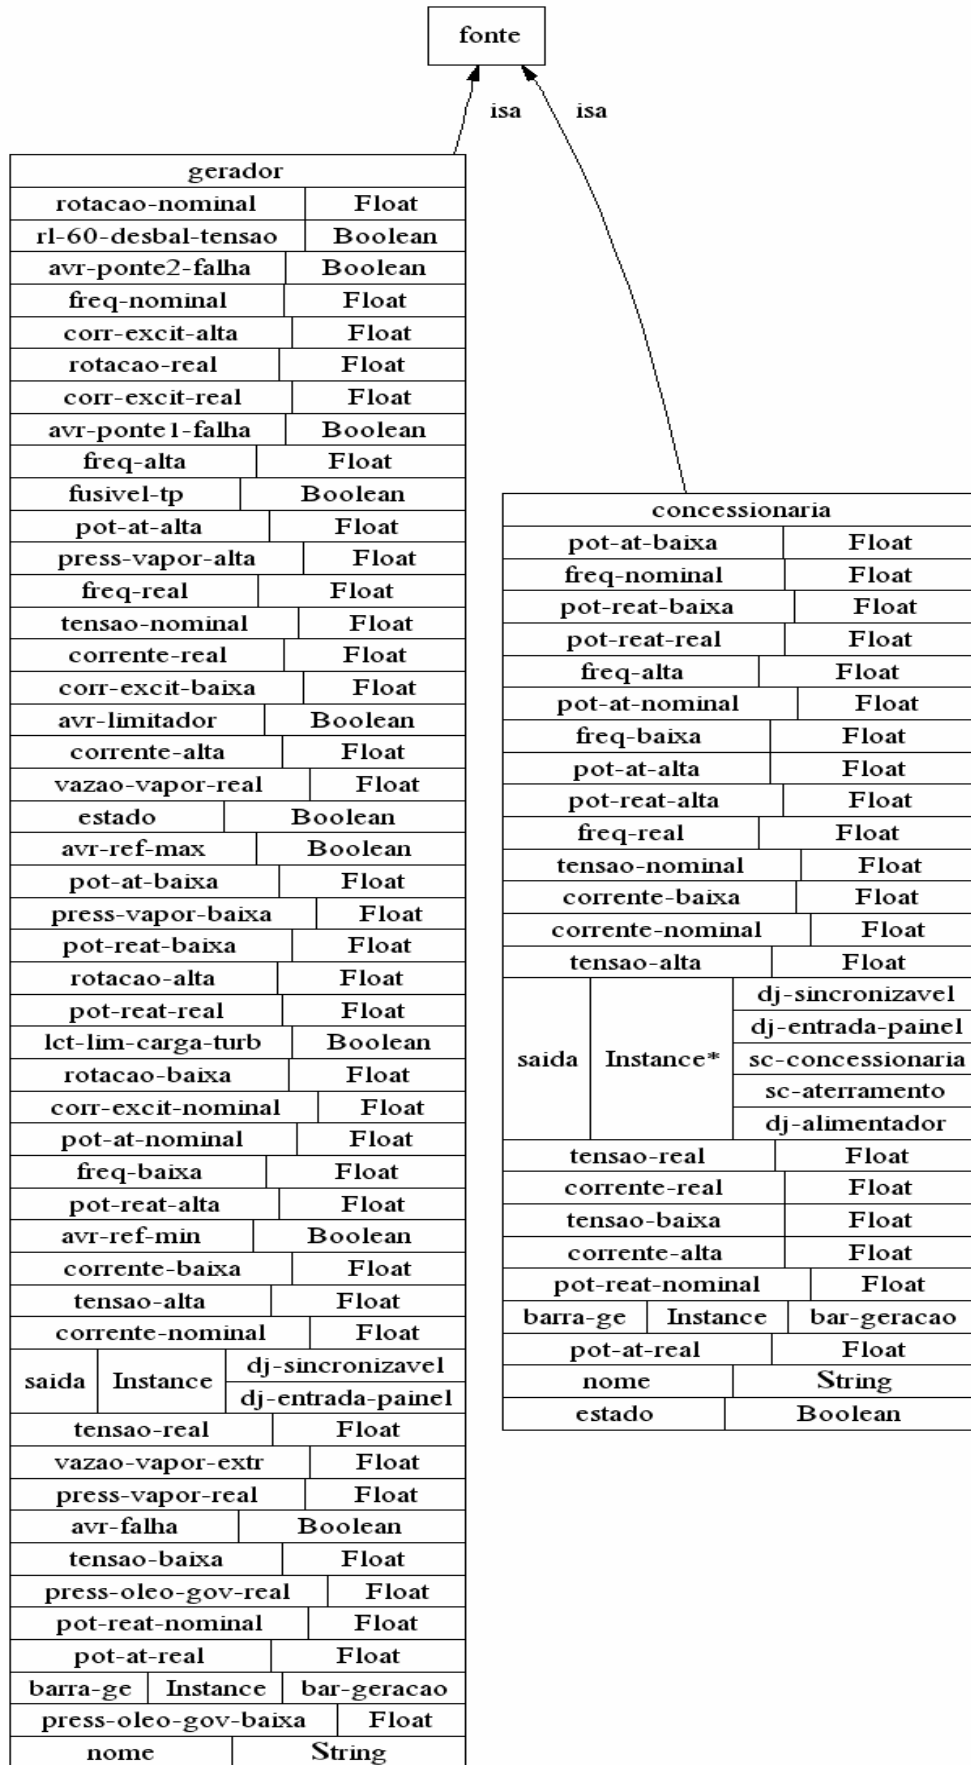 fonte
isa isa
gerador
rotacao-nominal Float
rl-60-desbal-tensao Boolean
avr-ponte2-falha Boolean
freq-nominal Float
corr-excit-alta Float
rotacao-real Float
corr-excit-real Float
avr-ponte1-falha Boolean
freq-alta Float
fusivel-tp Boolean
pot-at-alta Float
press-vapor-alta Float
freq-real Float
tensao-nominal Float
corrente-real Float
corr-excit-baixa Float
avr-limitador Boolean
corrente-alta Float
vazao-vapor-real Float
estado Boolean
avr-ref-max Boolean
pot-at-baixa Float
press-vapor-baixa Float
pot-reat-baixa Float
rotacao-alta Float
pot-reat-real Float
lct-lim-carga-turb Boolean
rotacao-baixa Float
corr-excit-nominal Float
pot-at-nominal Float
freq-baixa Float
pot-reat-alta Float
avr-ref-min Boolean
corrente-baixa Float
tensao-alta Float
corrente-nominal Float
saida Instance dj-sincronizavel
dj-entrada-painel
tensao-real Float
vazao-vapor-extr Float
press-vapor-real Float
avr-falha Boolean
tensao-baixa Float
press-oleo-gov-real Float
pot-reat-nominal Float
pot-at-real Float
barra-ge Instance bar-geracao
press-oleo-gov-baixa Float
nome String
concessionaria
pot-at-baixa Float
freq-nominal Float
pot-reat-baixa Float
pot-reat-real Float
freq-alta Float
pot-at-nominal Float
freq-baixa Float
pot-at-alta Float
pot-reat-alta Float
freq-real Float
tensao-nominal Float
corrente-baixa Float
corrente-nominal Float
tensao-alta Float
saida Instance* dj-sincronizavel
dj-entrada-painel
sc-concessionaria
sc-aterramento
dj-alimentador
tensao-real Float
corrente-real Float
tensao-baixa Float
corrente-alta Float
pot-reat-nominal Float
barra-ge Instance bar-geracao
pot-at-real Float
nome String
estado Boolean